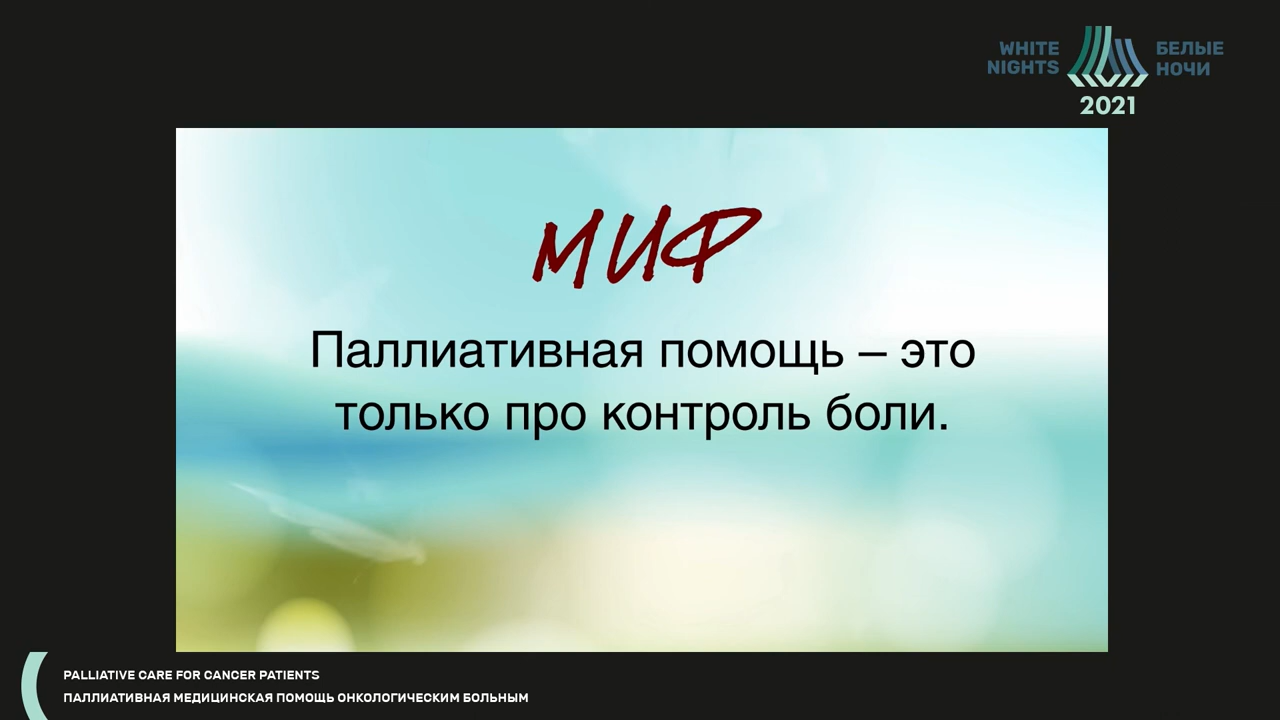 WHITE
NIGHTS
БЕЛЫЕ
НОЧИ
2021
МИФ
Паллиативная помощь – это
только про контроль боли.
PALLIATIVE CARE FOR CANCER PATIENTS
ПАЛЛИАТИВНАЯ МЕДИЦИНСКАЯ ПОМОЩЬ ОНКОЛОГИЧЕСКИМ БОЛЬНЫМ